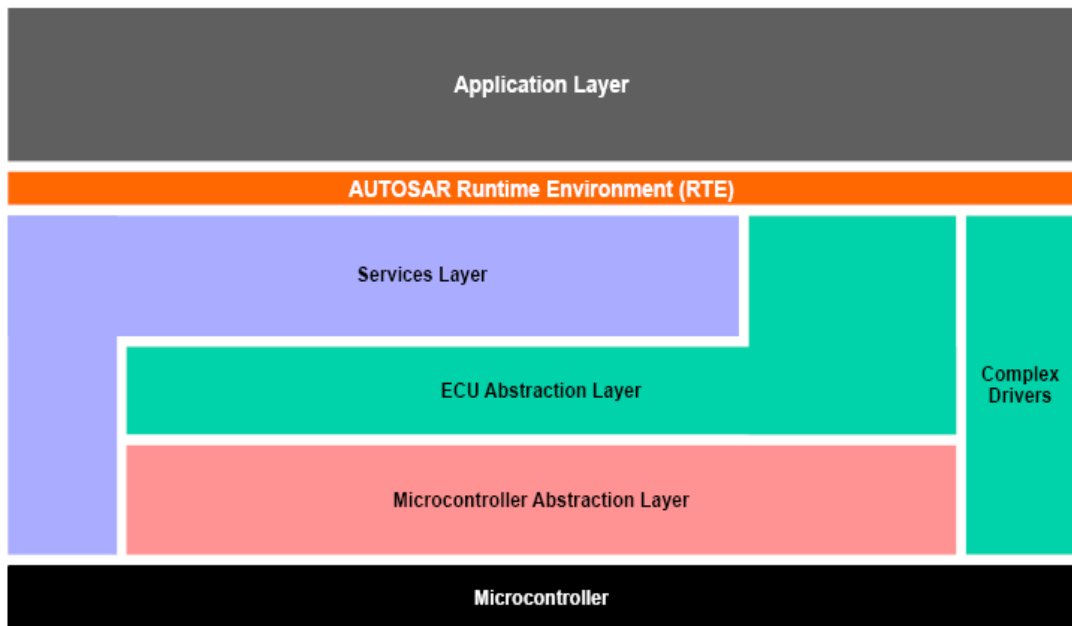 Application Layer
AUTOSAR Runtime Environment (RTE)
Services Layer
ECU Abstraction Layer
Complex
Drivers
Microcontroller Abstraction Layer
Microcontroller